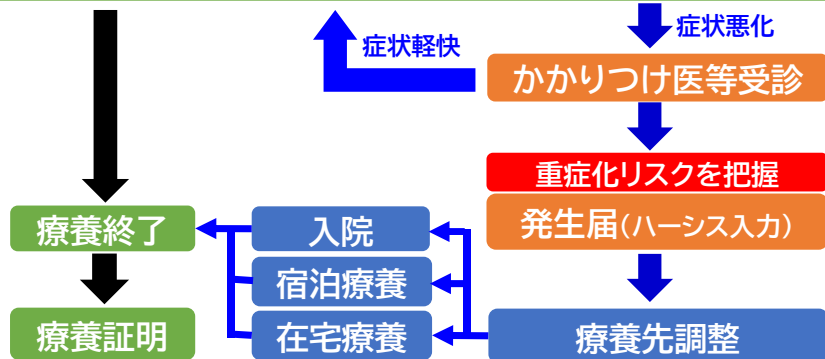 症状悪化
症状軽快
かかりつけ医等受診
重症化リスクを把握
発生届(ハーシス入力)
療養終了
入院
宿泊療養
在宅療養
療養先調整
療養証明